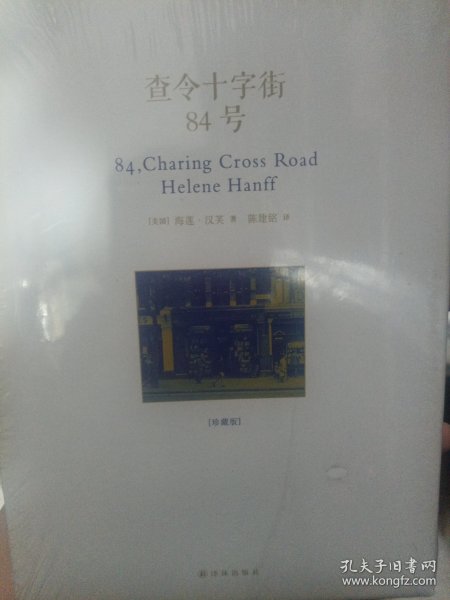 查令十字街
84号
84,Charing Cross Road
Helene Hanff
[美国] 海莲·汉芙 著 陈建铭 译
[珍藏版]
译林出版社
孔夫子旧书网
www.kongfz.com